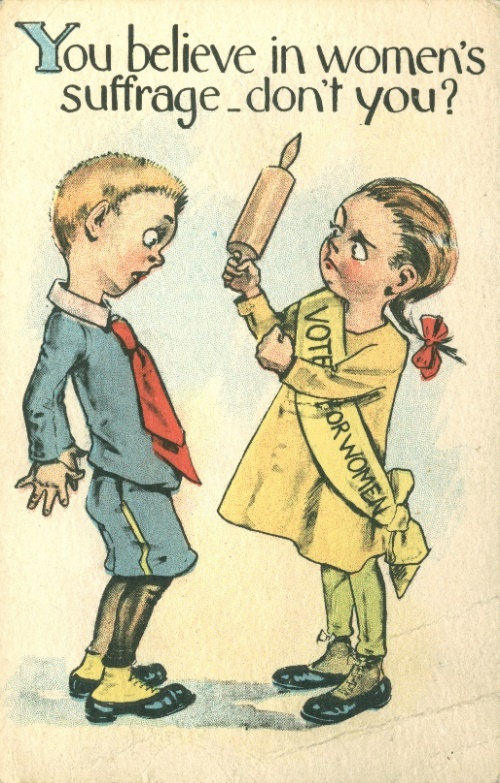 You believe in women's
suffrage - don't you?
VOTE
FOR WOMEN